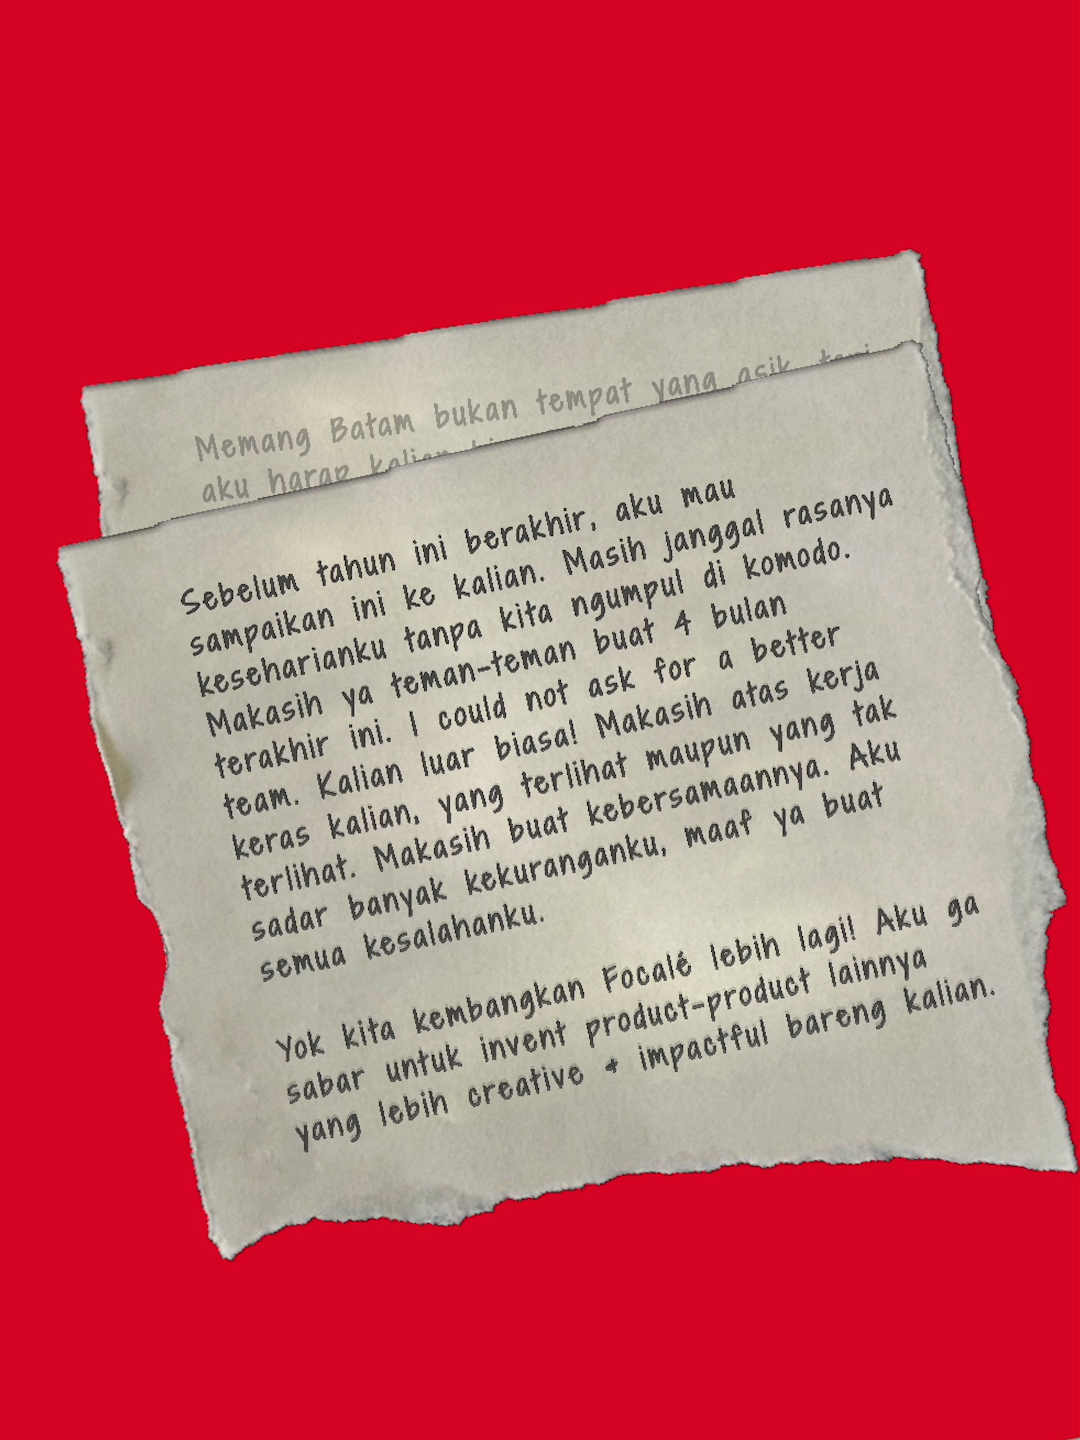 Memang Batam bukan tempat yang asik, tapi
aku harap kalian
Sebelum tahun ini berakhir, aku mau
sampaikan ini ke kalian. Masih janggal rasanya
keseharianku tanpa kita ngumpul di komodo.
Makasih ya teman-teman buat 4 bulan
terakhir ini. I could not ask for a better
team. Kalian luar biasa! Makasih atas kerja
keras kalian, yang terlihat maupun yang tak
terlihat. Makasih buat kebersamaannya. Aku
sadar banyak kekuranganku, maaf ya buat
semua kesalahanku.
Yok kita kembangkan Focalé lebih lagi! Aku ga
sabar untuk invent product-product lainnya
yang lebih creative & impactful bareng kalian.